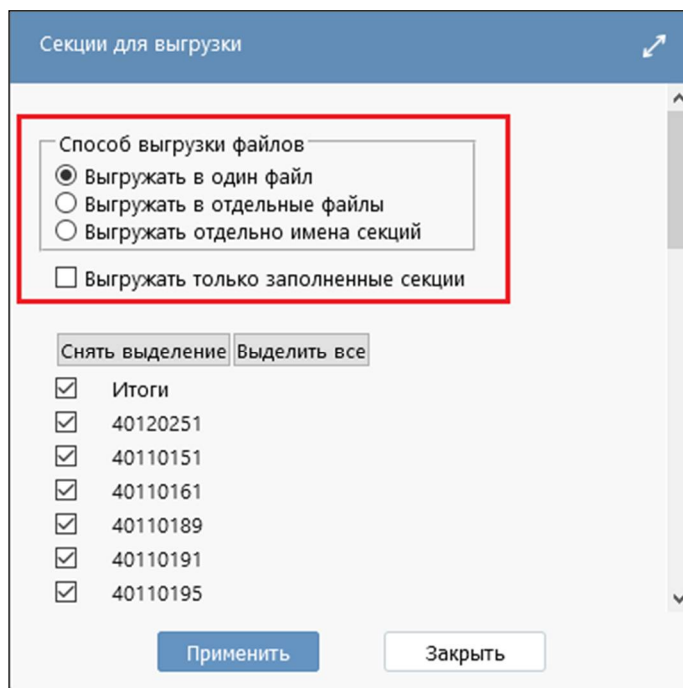 Секции для выгрузки
Способ выгрузки файлов
Выгружать в один файл
Выгружать в отдельные файлы
Выгружать отдельно имена секций
Выгружать только заполненные секции
Снять выделение Выделить все
Итоги
40120251
40110151
40110161
40110189
40110191
40110195
Применить Закрыть